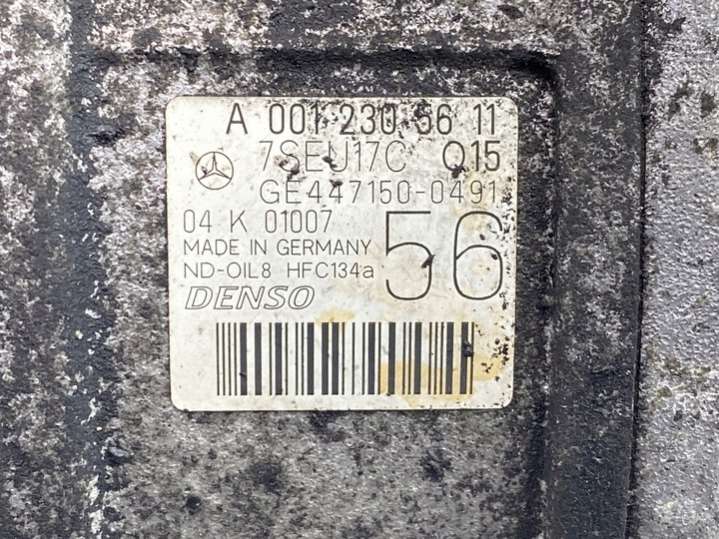 A 001 230 56 11
7SEU17C Q15
GE447150-0491
04 K 01007
MADE IN GERMANY
ND-OIL8 HFC134a
56
DENSO